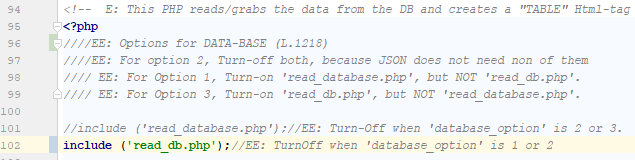 94 <!--  E: This PHP reads/grabs the data from the DB and creates a "TABLE" Html-tag
95 <?php
96 ////EE: Options for DATA-BASE (L.1218)
97 ////EE: For option 2, Turn-off both, because JSON does not need non of them
98 //// EE: For Option 1, Turn-on 'read_database.php', but NOT 'read_db.php'.
99 //// EE: For Option 3, Turn-on 'read_db.php', but NOT 'read_database.php'.
100
101 //include ('read_database.php');//EE: Turn-Off when 'database_option' is 2 or 3.
102 include ('read_db.php');//EE: TurnOff when 'database_option' is 1 or 2